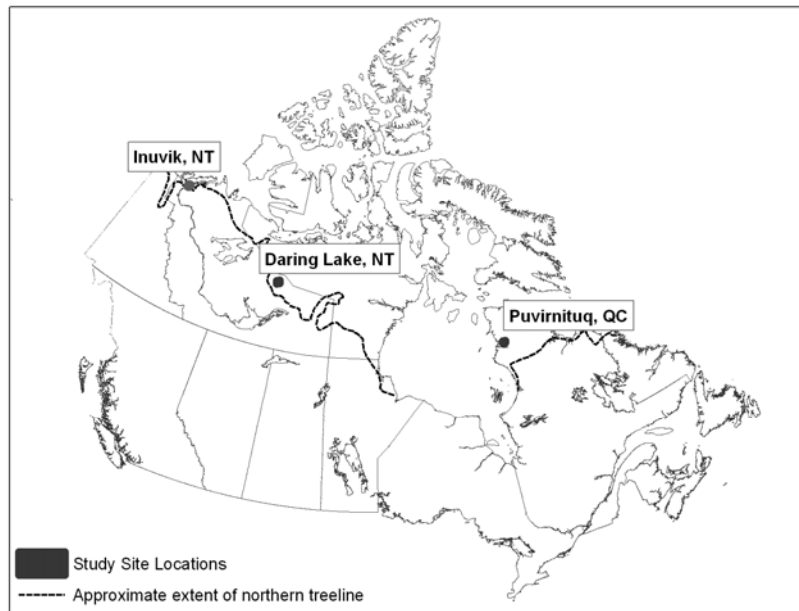 Inuvik, NT
Daring Lake, NT
Puvirnituq, QC
Study Site Locations
Approximate extent of northern treeline